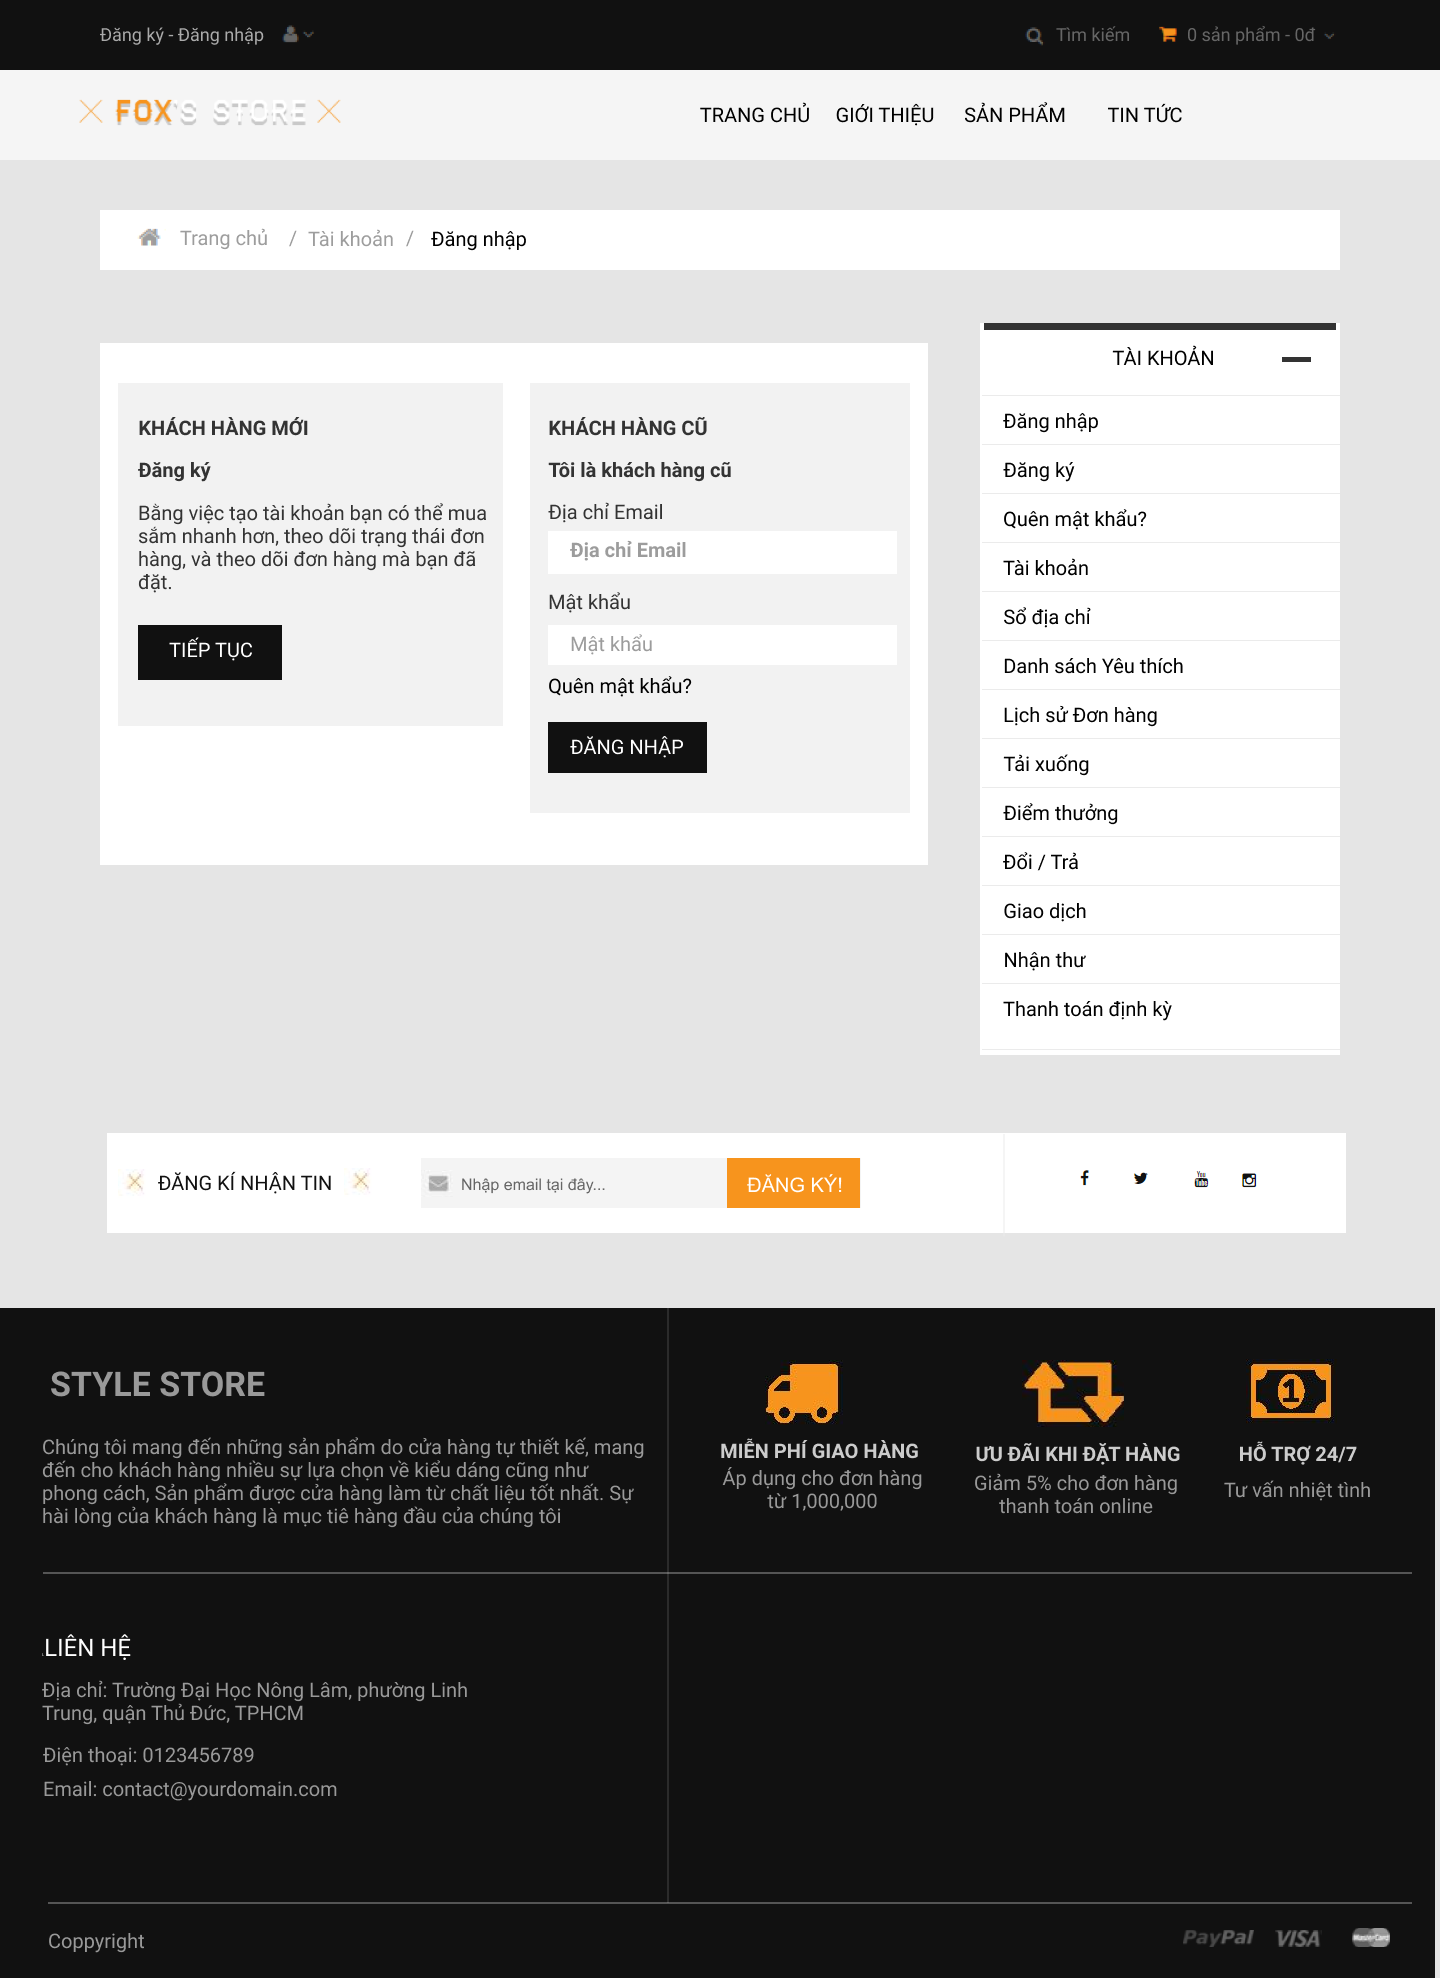 Đăng ký - Đăng nhập
Tìm kiếm
0 sản phẩm - 0đ
FOX'S STORE
TRANG CHỦ
GIỚI THIỆU
SẢN PHẨM
TIN TỨC
Trang chủ / Tài khoản / Đăng nhập
KHÁCH HÀNG MỚI
Đăng ký
Bằng việc tạo tài khoản bạn có thể mua
sắm nhanh hơn, theo dõi trạng thái đơn
hàng, và theo dõi đơn hàng mà bạn đã
đặt.
TIẾP TỤC
KHÁCH HÀNG CŨ
Tôi là khách hàng cũ
Địa chỉ Email
Địa chỉ Email
Mật khẩu
Mật khẩu
Quên mật khẩu?
ĐĂNG NHẬP
TÀI KHOẢN
Đăng nhập
Đăng ký
Quên mật khẩu?
Tài khoản
Sổ địa chỉ
Danh sách Yêu thích
Lịch sử Đơn hàng
Tải xuống
Điểm thưởng
Đổi / Trả
Giao dịch
Nhận thư
Thanh toán định kỳ
ĐĂNG KÍ NHẬN TIN
Nhập email tại đây...
ĐĂNG KÝ!
You
STYLE STORE
Chúng tôi mang đến những sản phẩm do cửa hàng tự thiết kế, mang
đến cho khách hàng nhiều sự lựa chọn về kiểu dáng cũng như
phong cách, Sản phẩm được cửa hàng làm từ chất liệu tốt nhất. Sự
hài lòng của khách hàng là mục tiê hàng đầu của chúng tôi
MIỄN PHÍ GIAO HÀNG
Áp dụng cho đơn hàng
từ 1,000,000
ƯU ĐÃI KHI ĐẶT HÀNG
Giảm 5% cho đơn hàng
thanh toán online
1
HỖ TRỢ 24/7
Tư vấn nhiệt tình
LIÊN HỆ
Địa chỉ: Trường Đại Học Nông Lâm, phường Linh
Trung, quận Thủ Đức, TPHCM
Điện thoại: 0123456789
Email: contact@yourdomain.com
Coppyright
PayPal
VISA
MasterCard